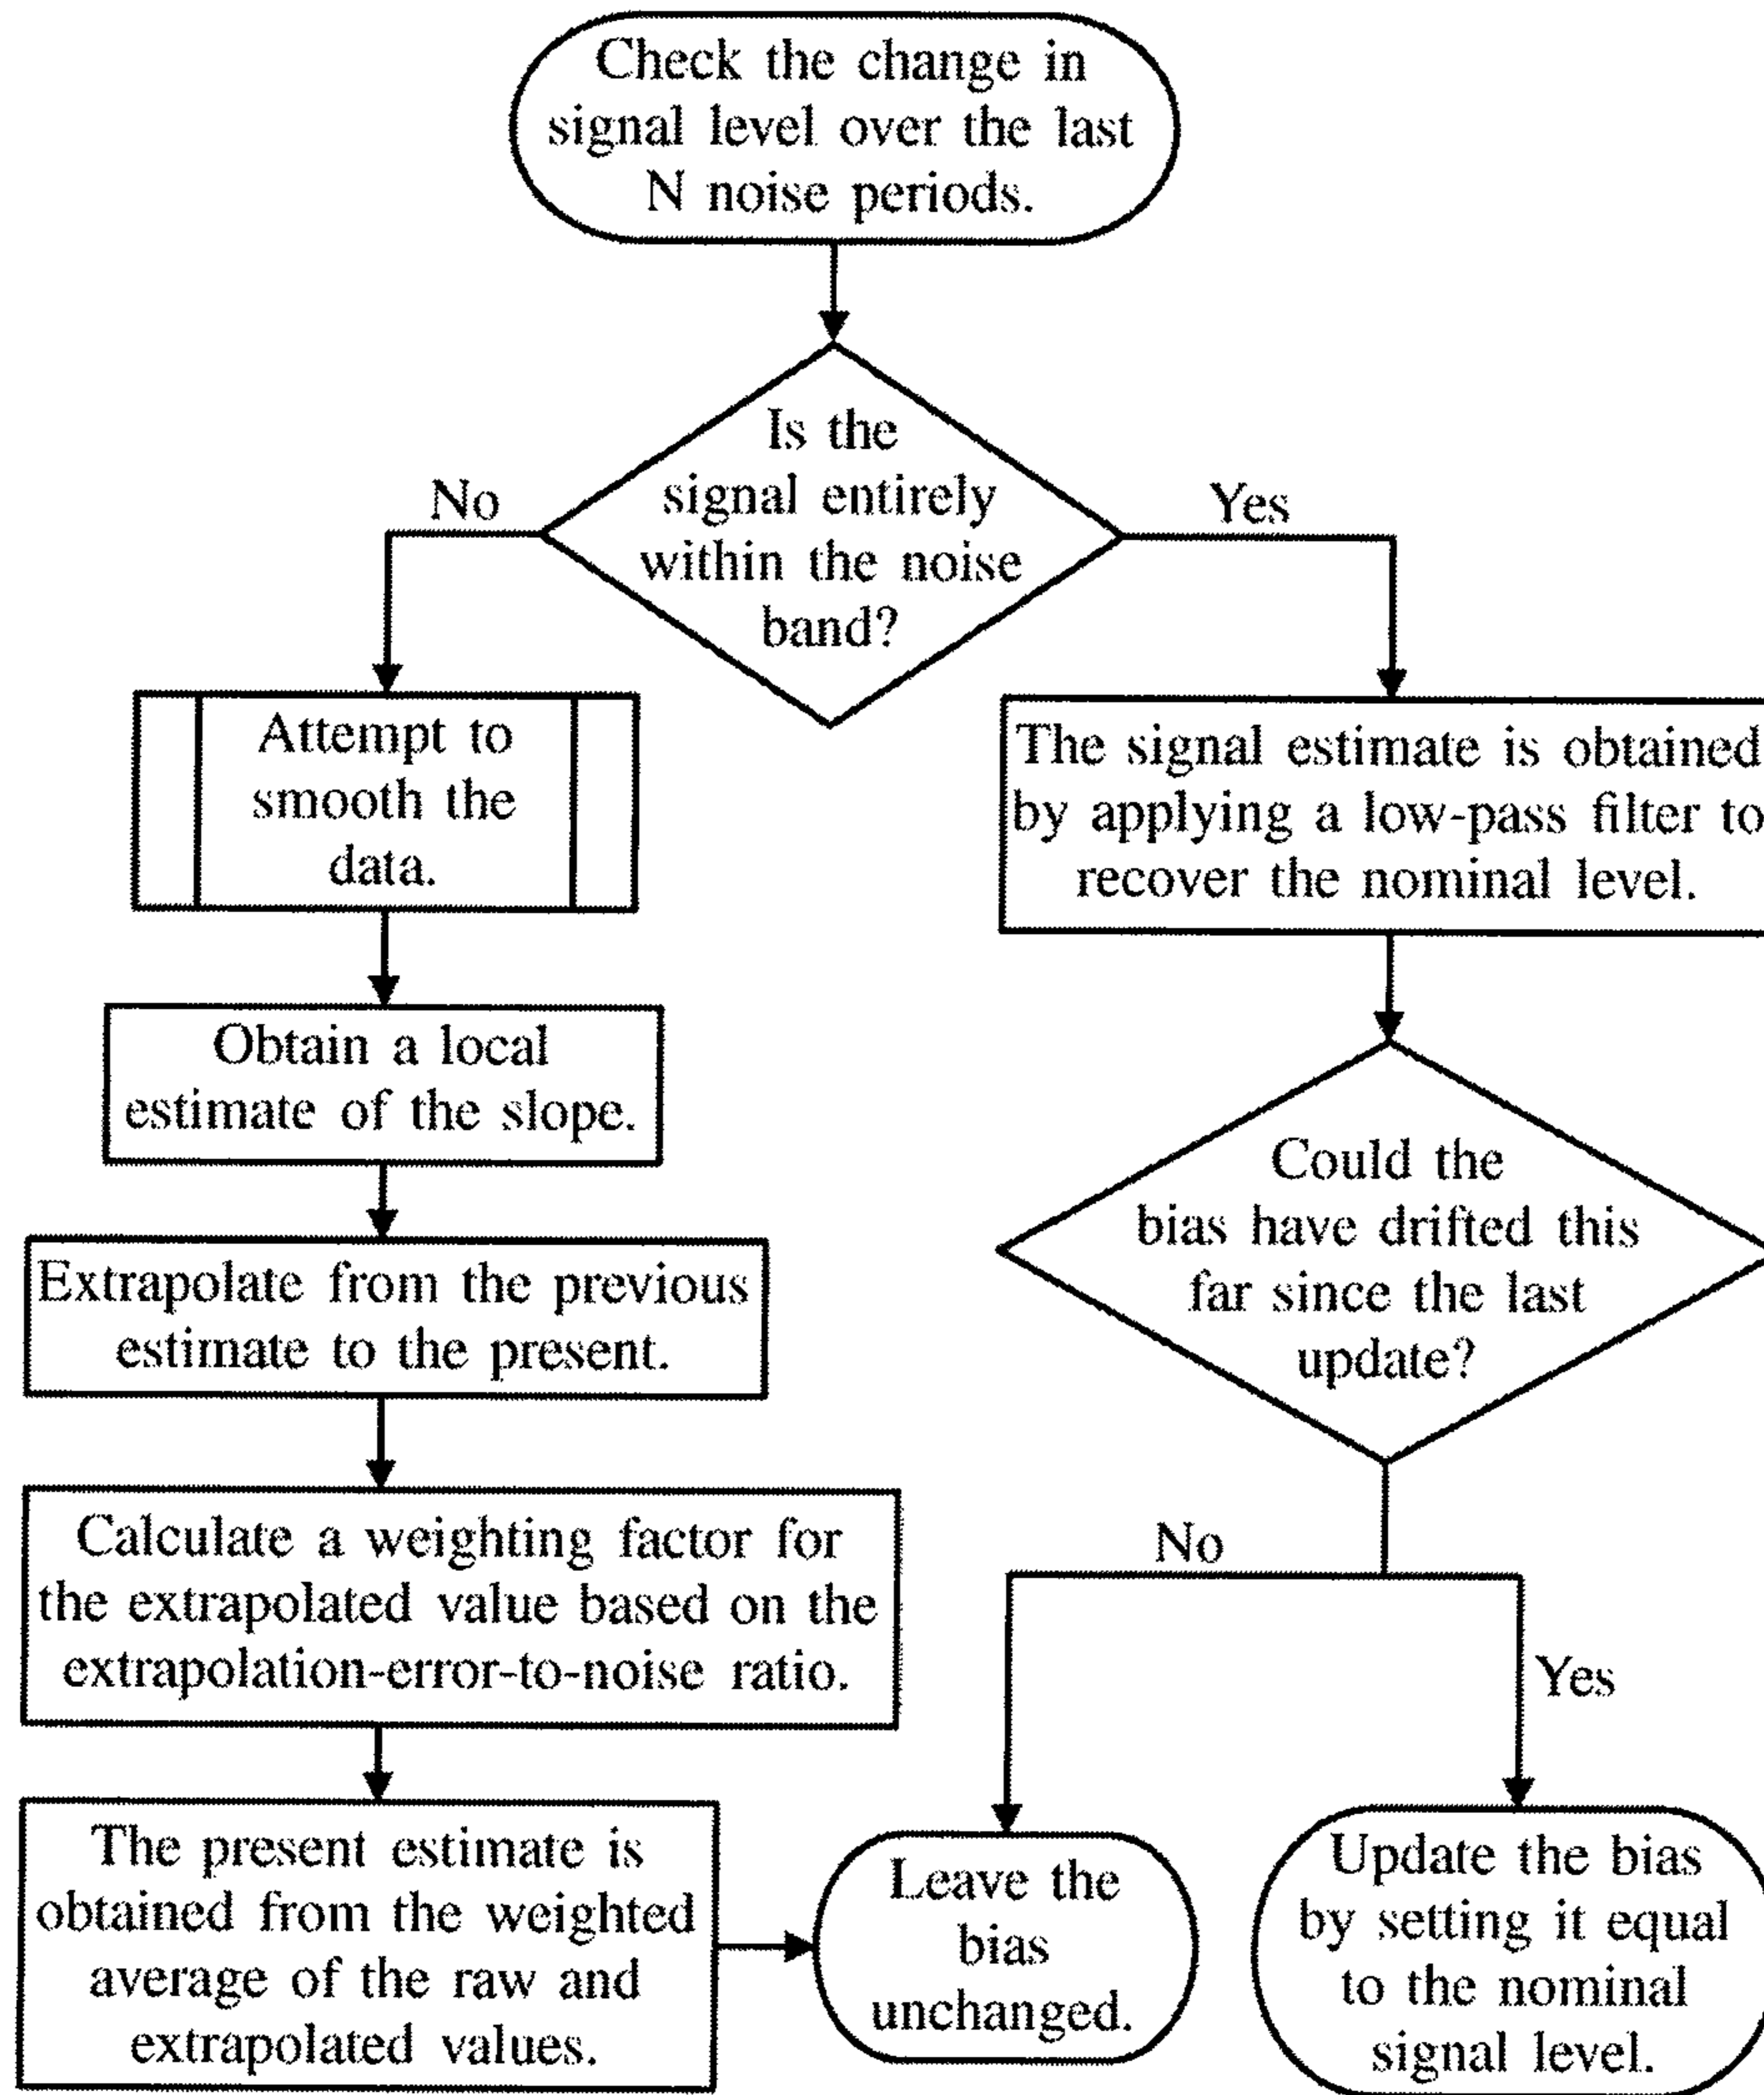 Check the change in
signal level over the last
N noise periods.
Is the
signal entirely
within the noise
band?
No
Yes
Attempt to
smooth the
data.
The signal estimate is obtained
by applying a low-pass filter to
recover the nominal level.
Obtain a local
estimate of the slope.
Could the
bias have drifted this
far since the last
update?
Extrapolate from the previous
estimate to the present.
Calculate a weighting factor for
the extrapolated value based on the
extrapolation-error-to-noise ratio.
No
Yes
The present estimate is
obtained from the weighted
average of the raw and
extrapolated values.
Leave the
bias
unchanged.
Update the bias
by setting it equal
to the nominal
signal level.